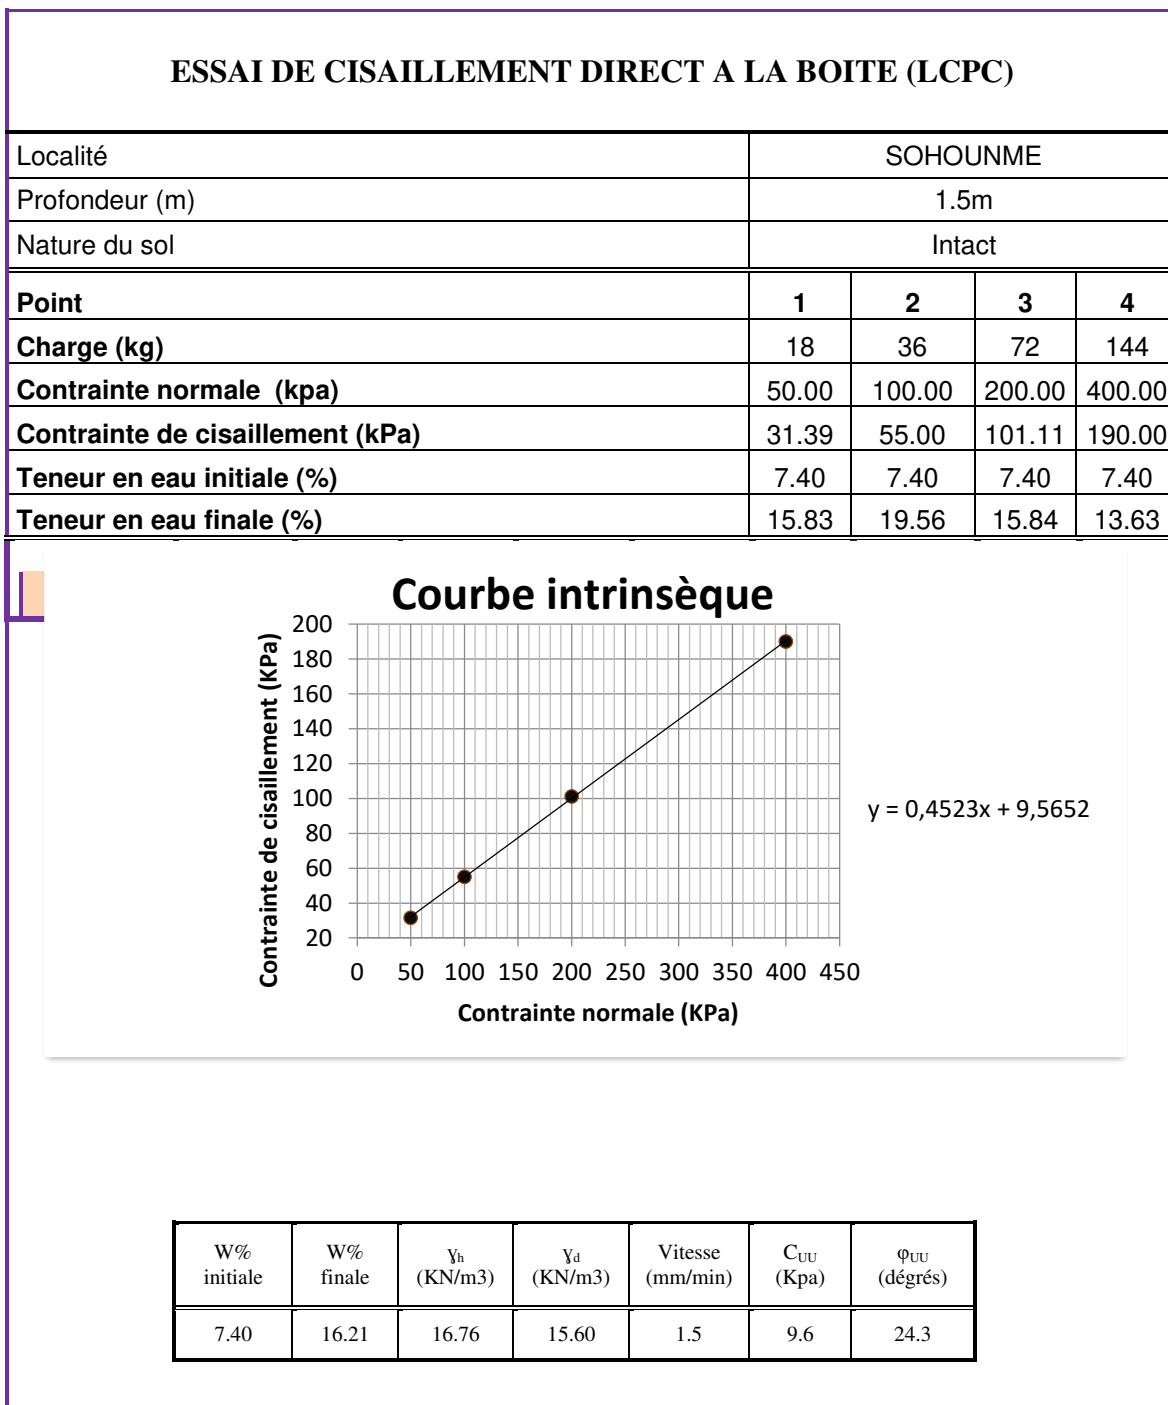 ESSAI DE CISAILLEMENT DIRECT A LA BOITE (LCPC)
Localité SOHOUNME
Profondeur (m) 1.5m
Nature du sol Intact
Point 1 2 3 4
Charge (kg) 18 36 72 144
Contrainte normale (kpa) 50.00 100.00 200.00 400.00
Contrainte de cisaillement (kPa) 31.39 55.00 101.11 190.00
Teneur en eau initiale (%) 7.40 7.40 7.40 7.40
Teneur en eau finale (%) 15.83 19.56 15.84 13.63
Courbe intrinsèque
Contrainte de cisaillement (KPa)
200
180
160
140
120
100
80
60
40
20
0 50 100 150 200 250 300 350 400 450
Contrainte normale (KPa)
y = 0,4523x + 9,5652
W% W% ɣh ɣd Vitesse CUU φUU
initiale finale (KN/m3) (KN/m3) (mm/min) (Kpa) (dégrés)
7.40 16.21 16.76 15.60 1.5 9.6 24.3